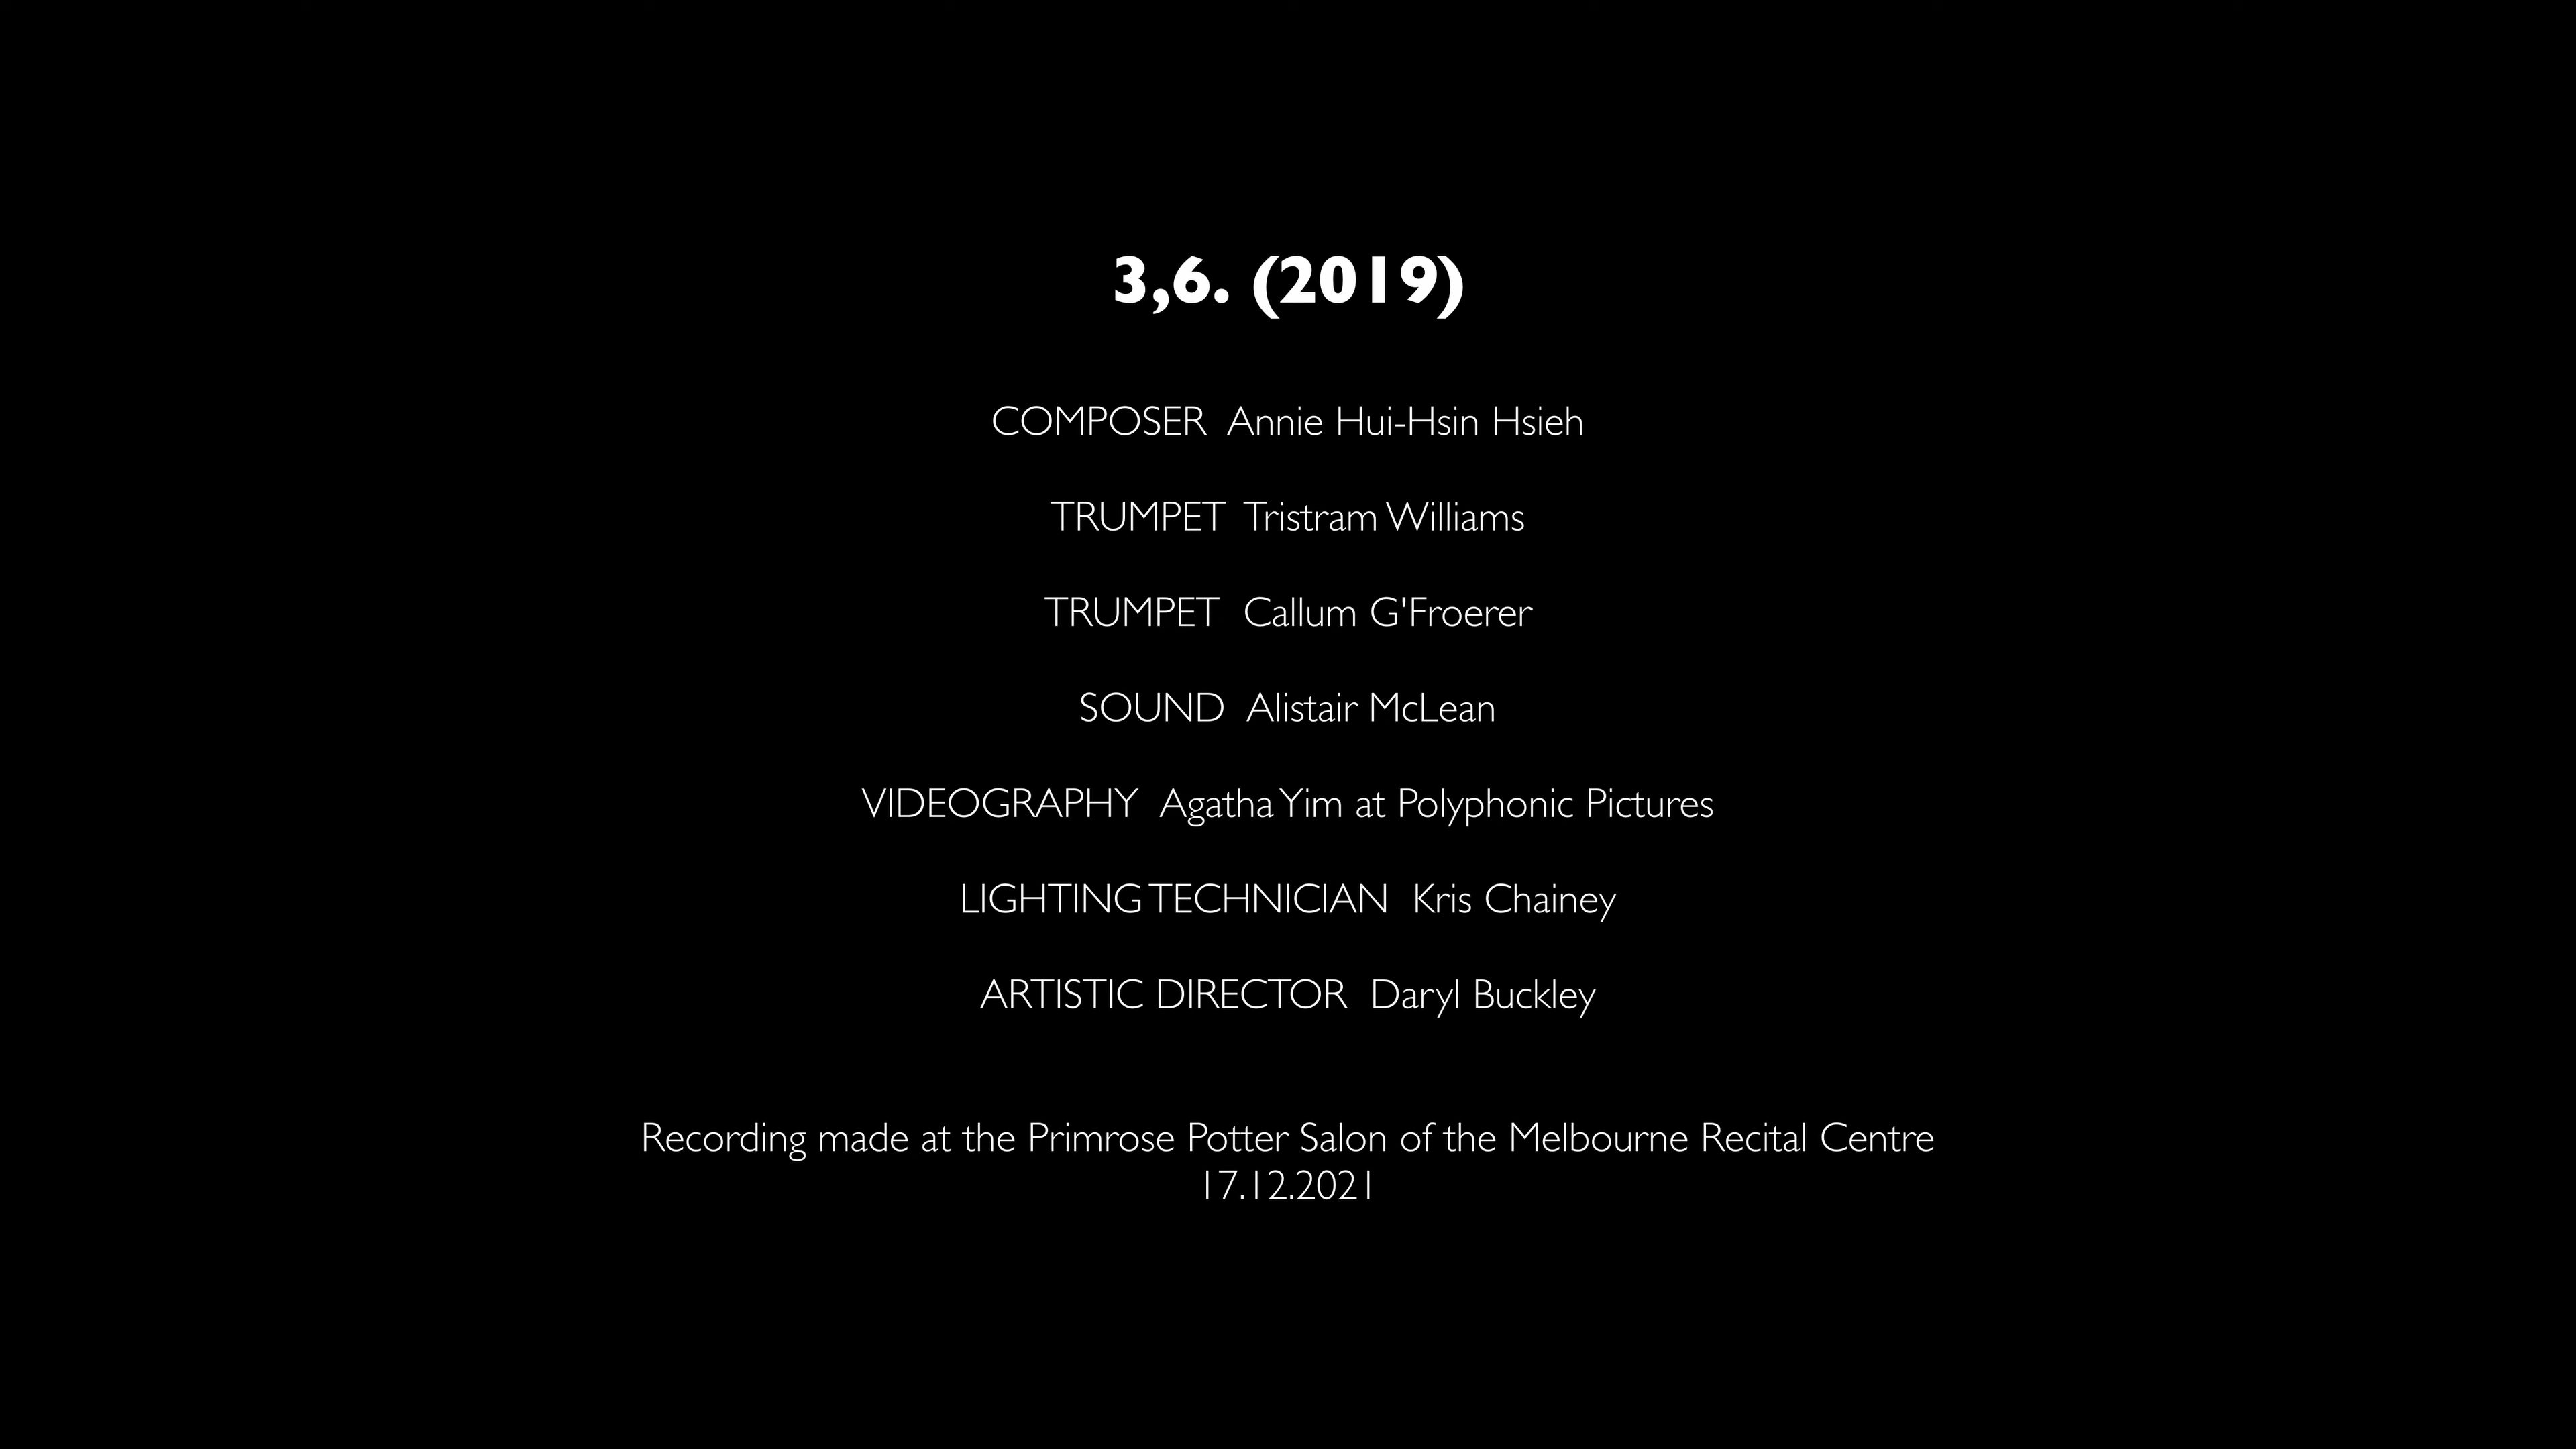 3,6. (2019)
COMPOSER Annie Hui-Hsin Hsieh
TRUMPET Tristram Williams
TRUMPET Callum G'Froerer
SOUND Alistair McLean
VIDEOGRAPHY Agatha Yim at Polyphonic Pictures
LIGHTING TECHNICIAN Kris Chainey
ARTISTIC DIRECTOR Daryl Buckley
Recording made at the Primrose Potter Salon of the Melbourne Recital Centre
17.12.2021